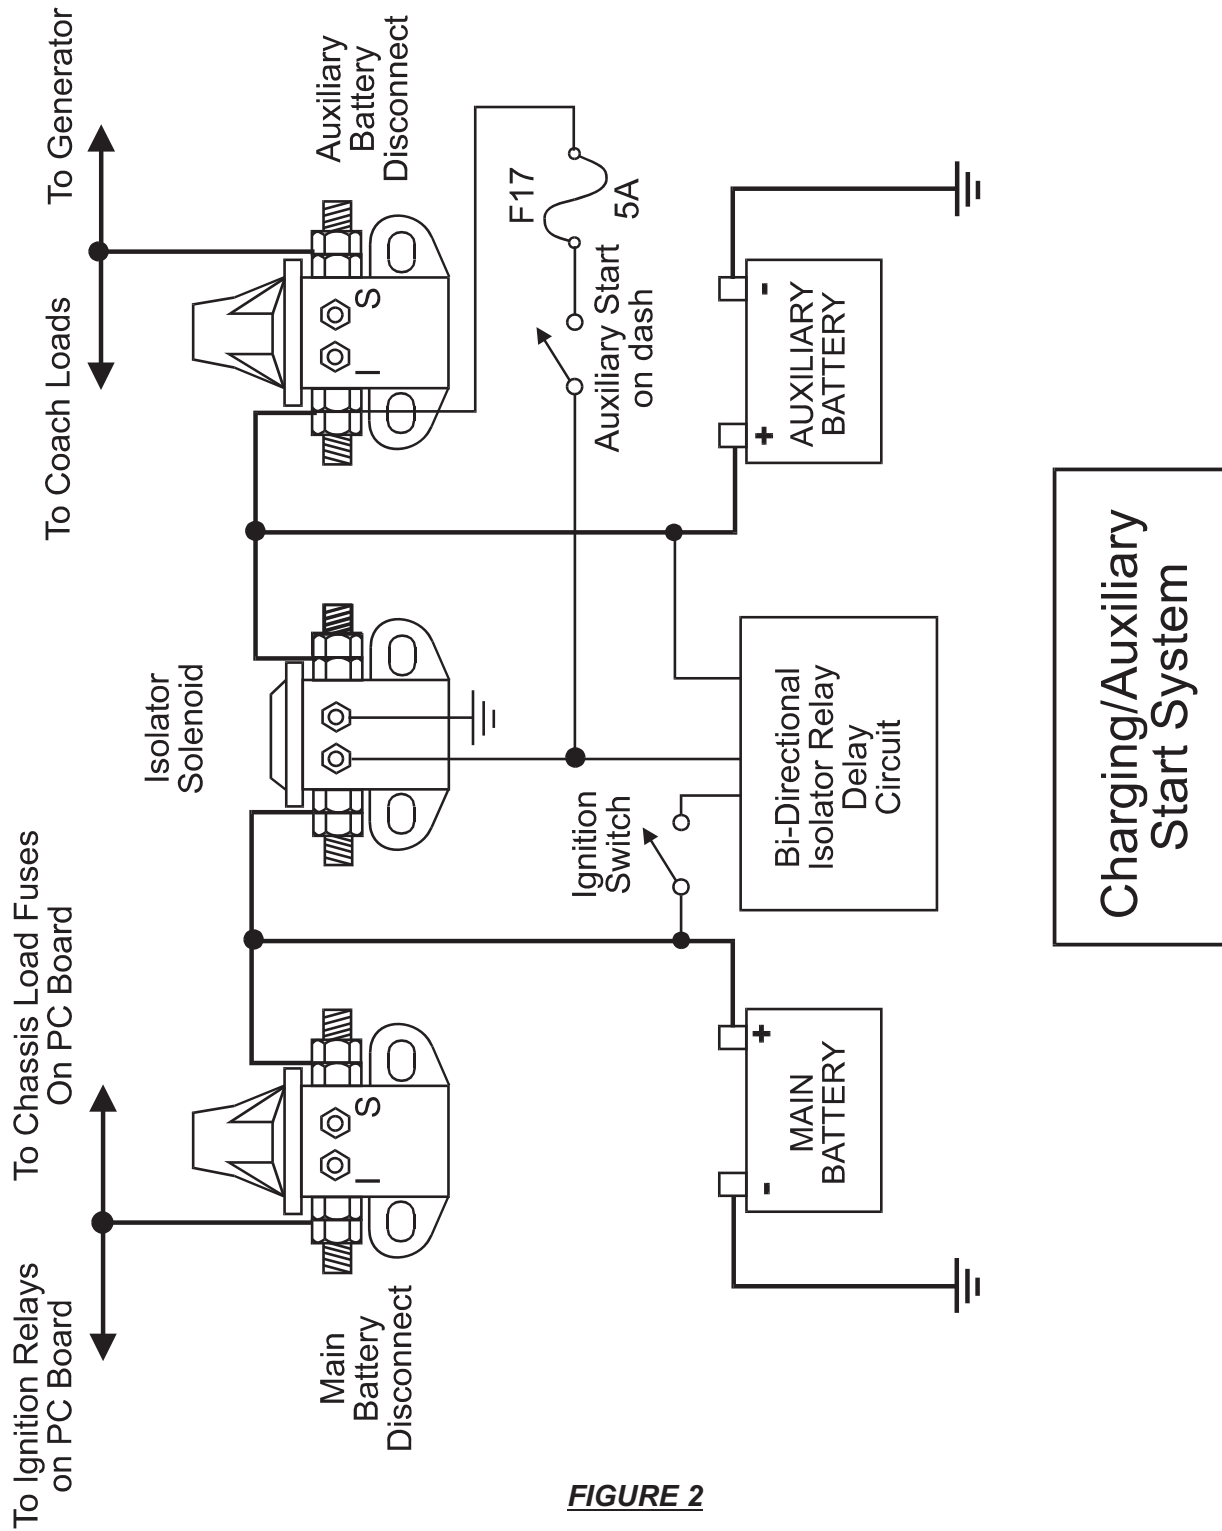 To Ignition Relays
on PC Board
To Chassis Load Fuses
On PC Board
To Coach Loads
To Generator
Main
Battery
Disconnect
I
S
Isolator
Solenoid
Auxiliary
Battery
Disconnect
I
S
F17
5A
Auxiliary Start
on dash
Ignition
Switch
Bi-Directional
Isolator Relay
Delay
Circuit
-
+
MAIN
BATTERY
+
-
AUXILIARY
BATTERY
Charging/Auxiliary
Start System
FIGURE 2